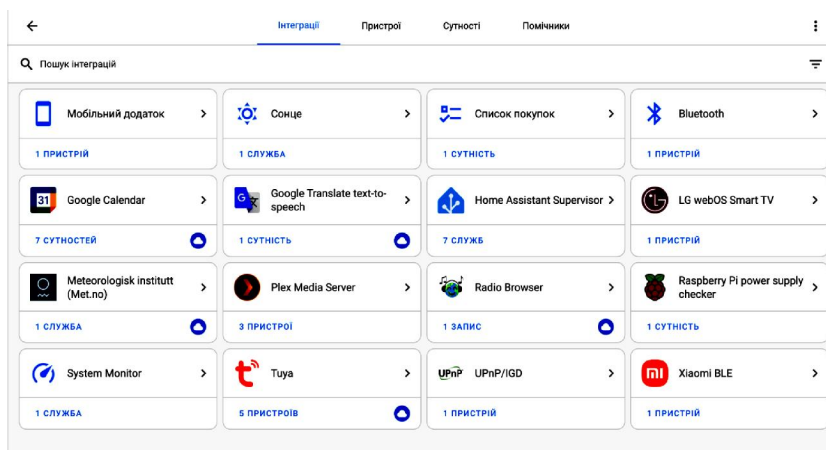 Інтеграції Пристрої Сутності Помічники
Пошук інтеграцій
Мобільний додаток
1 ПРИСТРІЙ
Сонце
1 СЛУЖБА
Список покупок
1 СУТНІСТЬ
Bluetooth
1 ПРИСТРІЙ
31
Google Calendar
7 СУТНОСТЕЙ
G
Google Translate text-to-
speech
1 СУТНІСТЬ
Home Assistant Supervisor
7 СЛУЖБ
LG
LG webOS Smart TV
1 ПРИСТРІЙ
Meteorologisk institutt
(Met.no)
1 СЛУЖБА
Plex Media Server
3 ПРИСТРОЇ
Radio Browser
1 ЗАПИС
Raspberry Pi power supply
checker
1 СУТНІСТЬ
System Monitor
1 СЛУЖБА
t
Tuya
5 ПРИСТРОЇВ
UPnP
UPnP/IGD
1 ПРИСТРІЙ
mi
Xiaomi BLE
1 ПРИСТРІЙ